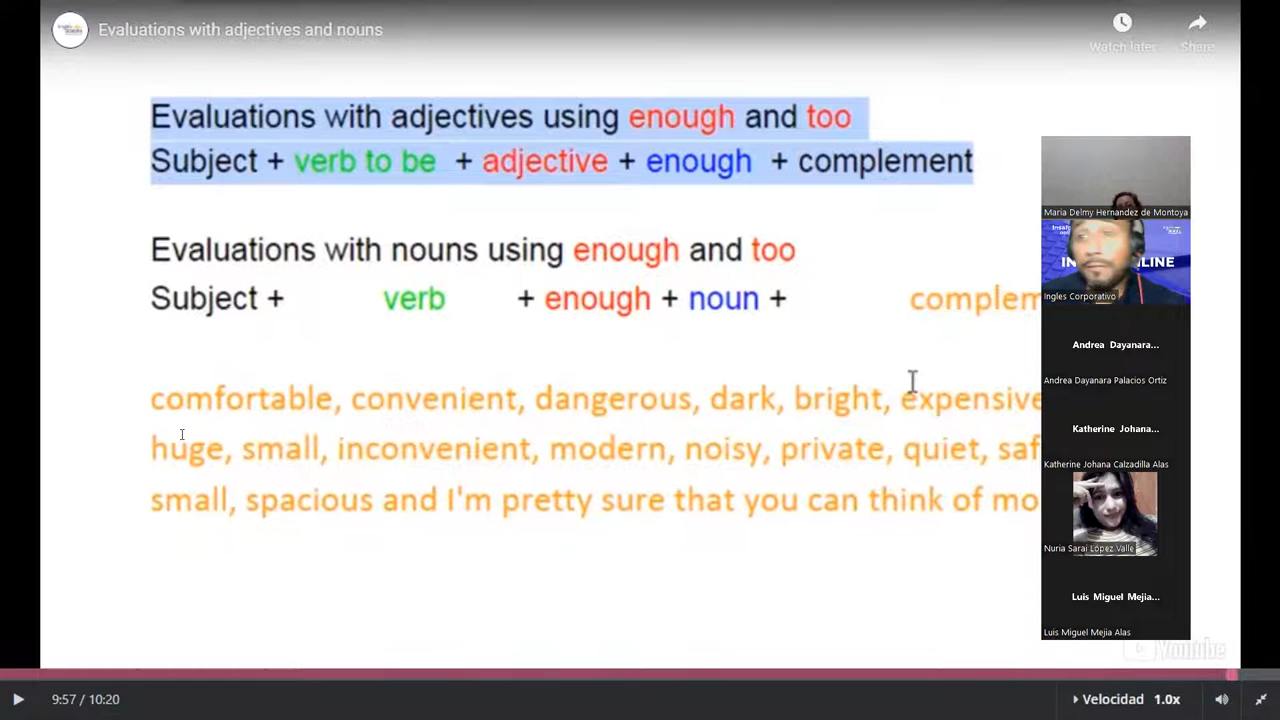 Evaluations with adjectives and nouns
Watch later
Share
Evaluations with adjectives using enough and too
Subject + verb to be + adjective + enough + complement
Evaluations with nouns using enough and too
Subject + verb + enough + noun + complem
comfortable, convenient, dangerous, dark, bright, expensive
huge, small, inconvenient, modern, noisy, private, quiet, saf
small, spacious and I'm pretty sure that you can think of mo
Maria Delmy Hernandez de Montoya
Ingles Corporativo
Andrea Dayanara...
Andrea Dayanara Palacios Ortiz
Katherine Johana...
Katherine Johana Calzadilla Alas
Nuria Sarai López Valle
Luis Miguel Mejia...
Luis Miguel Mejia Alas
YouTube
9:57 / 10:20
Velocidad 1.0x